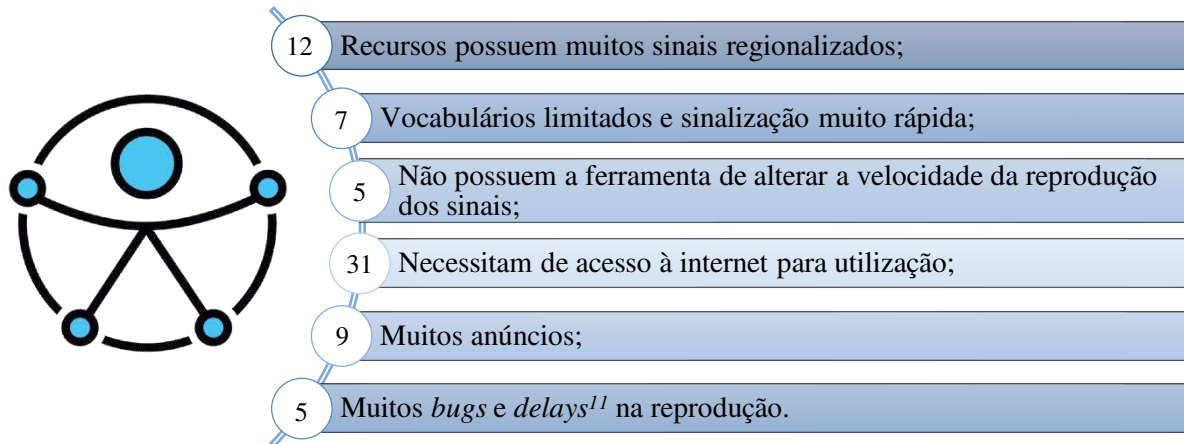 12 Recursos possuem muitos sinais regionalizados;
7 Vocabulários limitados e sinalização muito rápida;
5 Não possuem a ferramenta de alterar a velocidade da reprodução
dos sinais;
31 Necessitam de acesso à internet para utilização;
9 Muitos anúncios;
5 Muitos bugs e delays¹¹ na reprodução.